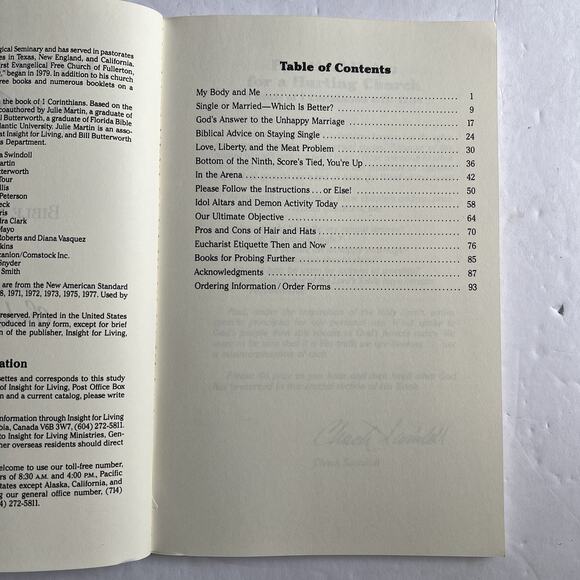 gical Seminary and has served in pastorates
es in Texas, New England, and California.
rst Evangelical Free Church of Fullerton,
," began in 1979. In addition to his church
ree books and numerous booklets on a
the book of 1 Corinthians. Based on the
coauthored by Julie Martin, a graduate of
Butterworth, a graduate of Florida Bible
lantic University. Julie Martin is an asso-
at Insight for Living, and Bill Butterworth
s Department.
a Swindoll
artin
tterworth
Tour
llis
Peterson
eck
ris
dra Clark
Mayo
Roberts and Diana Vasquez
kins
canlon/Comstock Inc.
Snyder
Smith
are from the New American Standard
8, 1971, 1972, 1973, 1975, 1977. Used by
reserved. Printed in the United States
roduced in any form, except for brief
n of the publisher, Insight for Living,
ation
settes and corresponds to this study
of Insight for Living, Post Office Box
n and a current catalog, please write
nformation through Insight for Living
bia, Canada V6B 3W7, (604) 272-5811.
to Insight for Living Ministries, Gen-
her overseas residents should direct
elcome to use our toll-free number,
rs of 8:30 A.M. and 4:00 P.M., Pacific
tates except Alaska, California, and
ng our general office number, (714)
4) 272-5811.
Table of Contents
My Body and Me 1
Single or Married—Which Is Better? 9
God's Answer to the Unhappy Marriage 17
Biblical Advice on Staying Single 24
Love, Liberty, and the Meat Problem 30
Bottom of the Ninth, Score's Tied, You're Up 36
In the Arena 42
Please Follow the Instructions . . . or Else! 50
Idol Altars and Demon Activity Today 58
Our Ultimate Objective 64
Pros and Cons of Hair and Hats 70
Eucharist Etiquette Then and Now 76
Books for Probing Further 85
Acknowledgments 87
Ordering Information/Order Forms 93